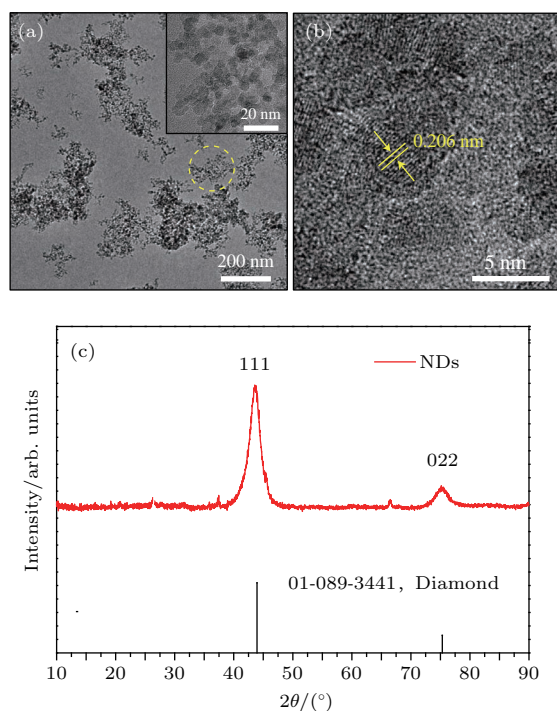 (a)
20 nm
200 nm
(b)
0.206 nm
5 nm
(c)
111
NDs
022
Intensity/arb. units
01-089-3441, Diamond
10 20 30 40 50 60 70 80 90
2θ/(°)